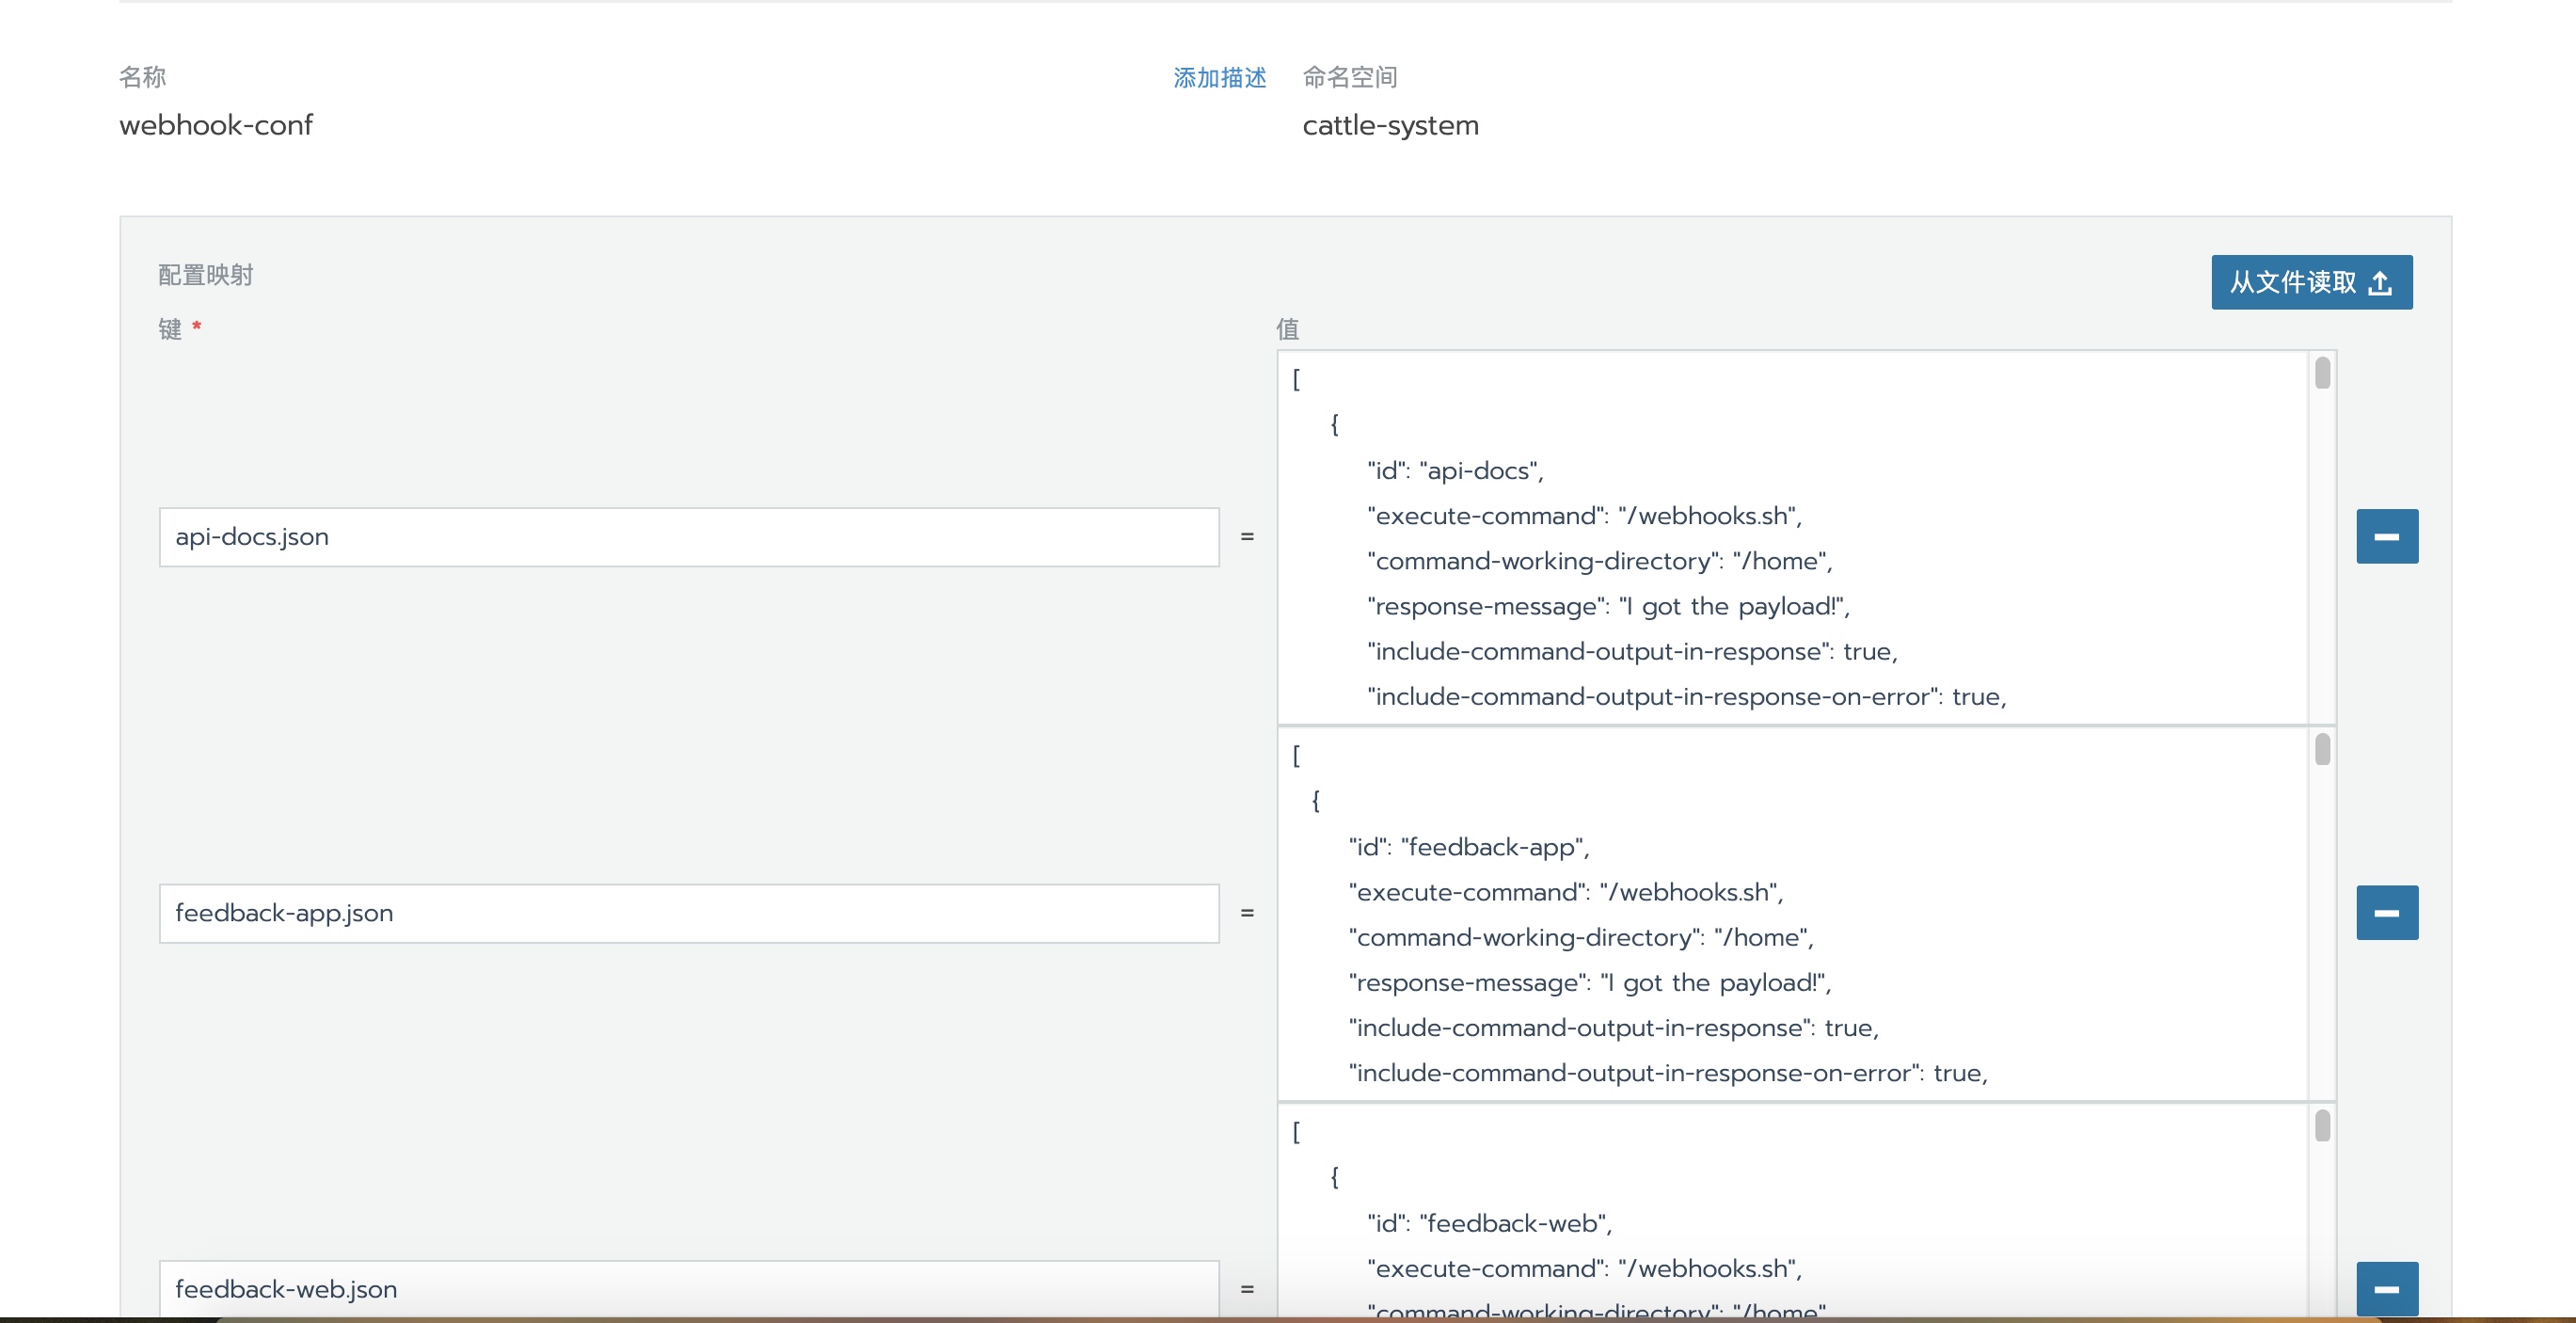 名称
添加描述
命名空间
webhook-conf
cattle-system
配置映射
从文件读取
键 *
值
[
{
"id": "api-docs",
"execute-command": "/webhooks.sh",
api-docs.json
=
"command-working-directory": "/home",
"response-message": "I got the payload!",
"include-command-output-in-response": true,
"include-command-output-in-response-on-error": true,
[
{
"id": "feedback-app",
"execute-command": "/webhooks.sh",
feedback-app.json
=
"command-working-directory": "/home",
"response-message": "I got the payload!",
"include-command-output-in-response": true,
"include-command-output-in-response-on-error": true,
[
{
"id": "feedback-web",
"execute-command": "/webhooks.sh",
feedback-web.json
=
"command-working-directory": "/home"